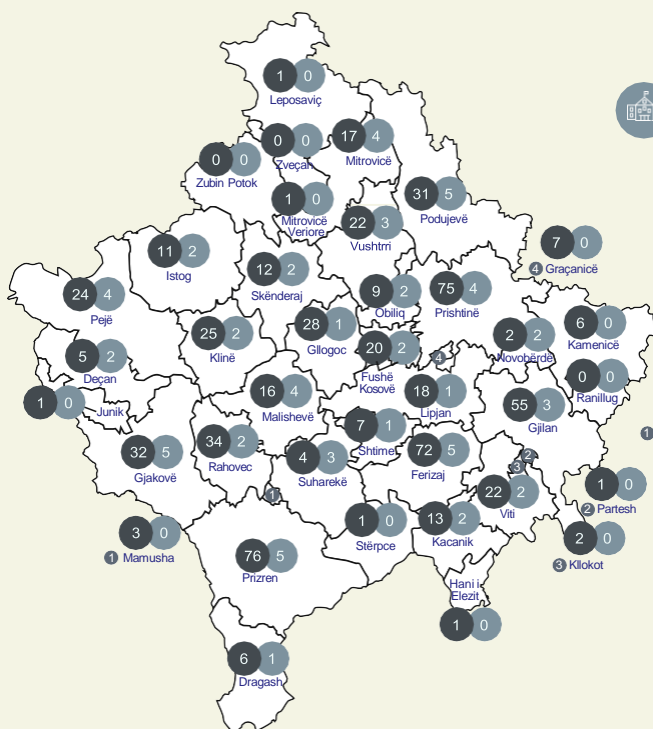 1 0
Leposaviç
0 0
Zveçan
17 4
Mitrovicë
0 0
Zubin Potok
1 0
Mitrovicë
Veriore
31 5
Podujevë
22 3
Vushtrri
7 0
4 Graçanicë
11 2
Istog
12 2
Skënderaj
24 4
Pejë
9 2
Obiliq
75 4
Prishtinë
6 0
Kamenicë
25 2
Klinë
28 1
Gllogoc
20 2
Fushë
Kosovë
4
2 2
Novobërdë
5 2
Deçan
0 0
Ranillug
1 0
Junik
16 4
Malishevë
18 1
Lipjan
55 3
Gjilan
1
32 5
Gjakovë
34 2
Rahovec
7 1
Shtime
4 3
Suharekë
72 5
Ferizaj
2
3
22 2
Viti
1 0
2 Partesh
1
3 0
1 Mamusha
1 0
Stërpce
13 2
Kacanik
2 0
3 Kllokot
76 5
Prizren
Hani i
Elezit
1 0
6 1
Dragash